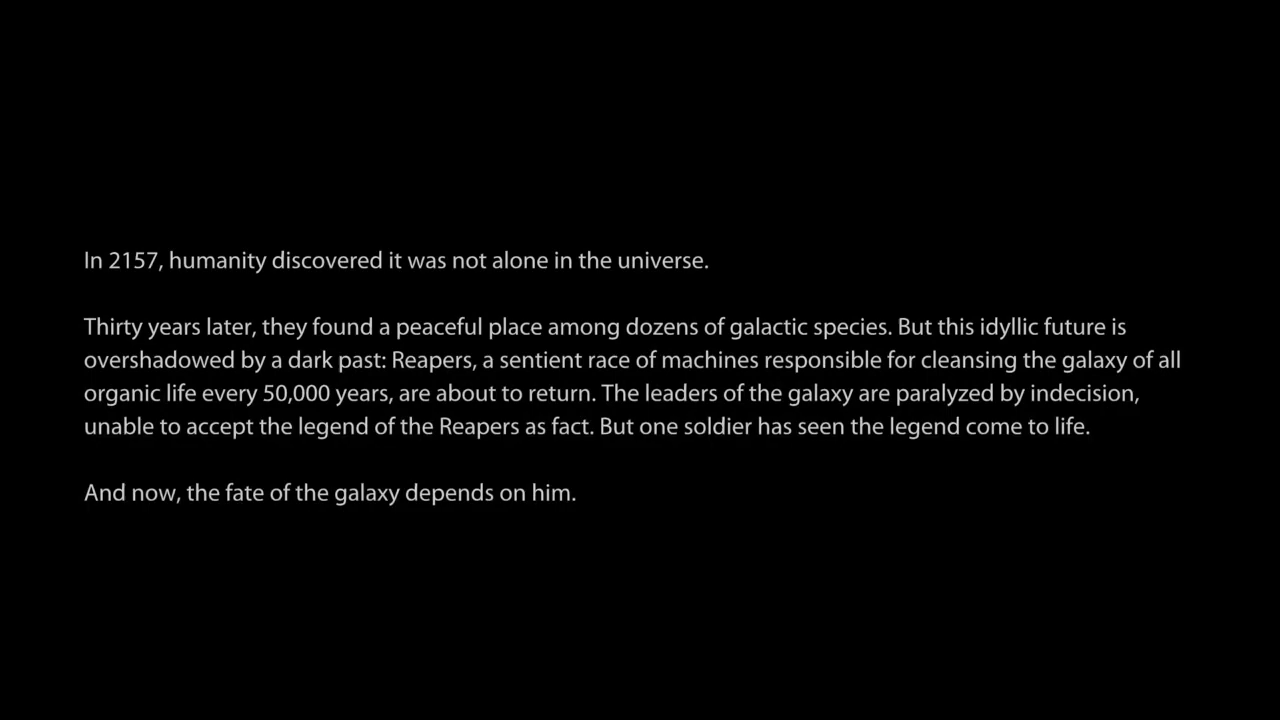 In 2157, humanity discovered it was not alone in the universe.
Thirty years later, they found a peaceful place among dozens of galactic species. But this idyllic future is
overshadowed by a dark past: Reapers, a sentient race of machines responsible for cleansing the galaxy of all
organic life every 50,000 years, are about to return. The leaders of the galaxy are paralyzed by indecision,
unable to accept the legend of the Reapers as fact. But one soldier has seen the legend come to life.
And now, the fate of the galaxy depends on him.